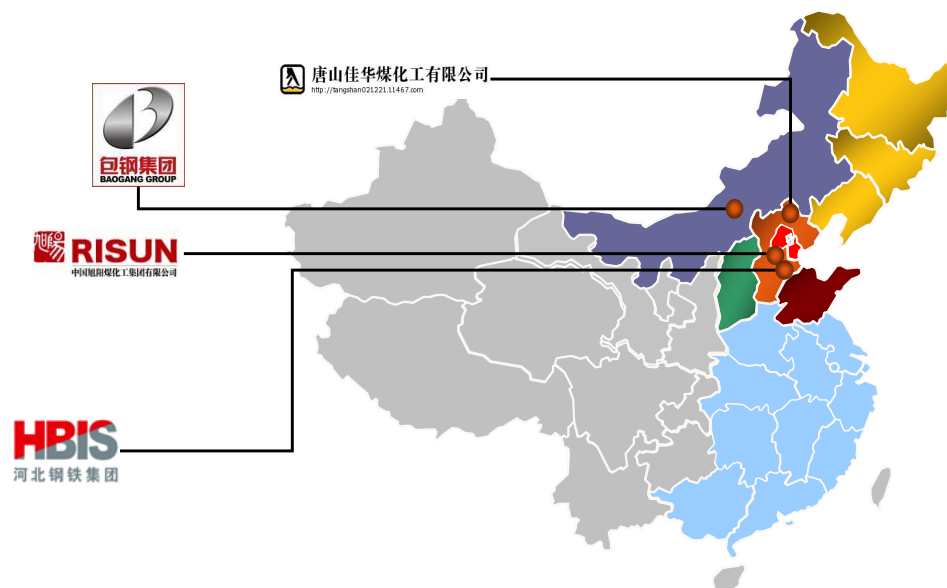 唐山佳华煤化工有限公司
http://tangshan021221.11467.com
包钢集团
BAOGANG GROUP
旭陽
RISUN
中国旭阳煤化工集团有限公司
HBIS
河北钢铁集团